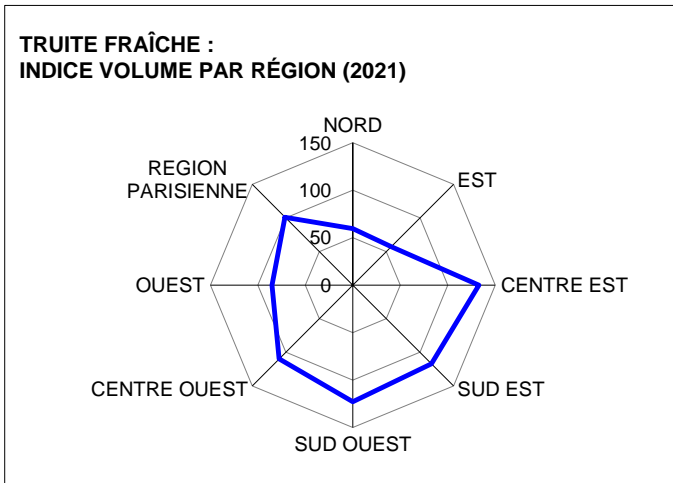 TRUITE FRAÎCHE :
INDICE VOLUME PAR RÉGION (2021)
NORD
150
REGION
PARISIENNE
EST
100
50
OUEST
0
CENTRE EST
CENTRE OUEST
SUD EST
SUD OUEST